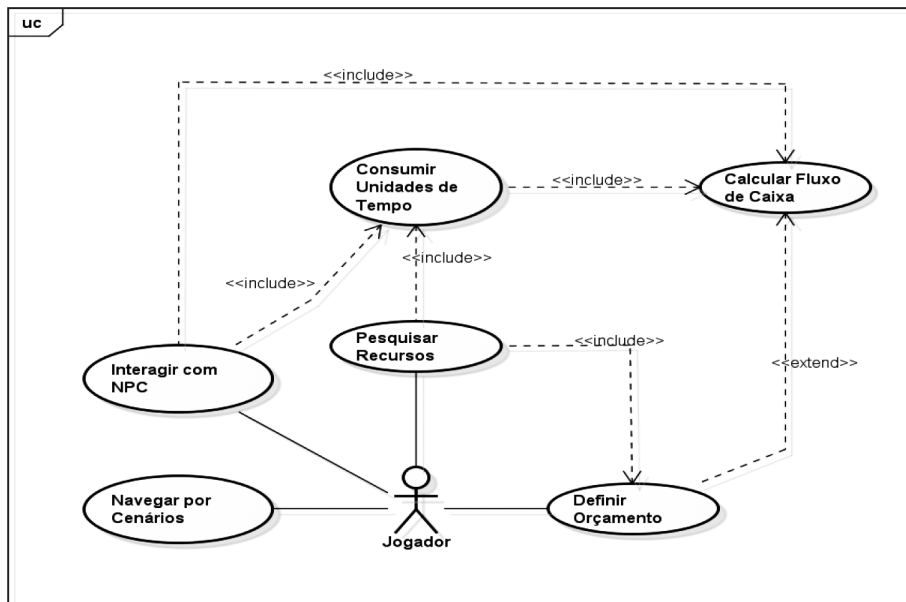 uc
<<include>>
Consumir
Unidades de
Tempo
<<include>>
Calcular Fluxo
de Caixa
<<include>>
<<include>>
Pesquisar
Recursos
<<include>>
Interagir com
NPC
<<extend>>
Navegar por
Cenários
Definir
Orçamento
Jogador